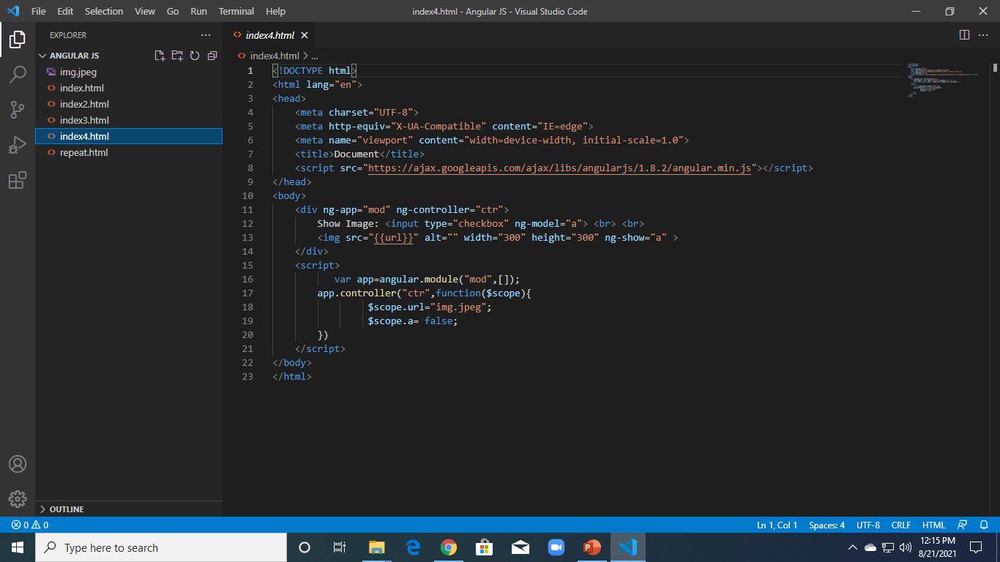 File Edit Selection View Go Run Terminal Help
index4.html - Angular JS - Visual Studio Code
EXPLORER
ANGULAR JS
img.jpeg
index.html
index2.html
index3.html
index4.html
repeat.html
OUTLINE
index4.html
index4.html > ...
1 <!DOCTYPE html>
2 <html lang="en">
3 <head>
4 <meta charset="UTF-8">
5 <meta http-equiv="X-UA-Compatible" content="IE=edge">
6 <meta name="viewport" content="width=device-width, initial-scale=1.0">
7 <title>Document</title>
8 <script src="https://ajax.googleapis.com/ajax/libs/angularjs/1.8.2/angular.min.js"></script>
9 </head>
10 <body>
11 <div ng-app="mod" ng-controller="ctr">
12 Show Image: <input type="checkbox" ng-model="a"> <br> <br>
13 <img src="{{url}}" alt="" width="300" height="300" ng-show="a" >
14 </div>
15 <script>
16 var app=angular.module("mod",[]);
17 app.controller("ctr",function($scope){
18 $scope.url="img.jpeg";
19 $scope.a= false;
20 })
21 </script>
22 </body>
23 </html>
0 0
Ln 1, Col 1 Spaces: 4 UTF-8 CRLF HTML
Type here to search
12:15 PM
8/21/2021